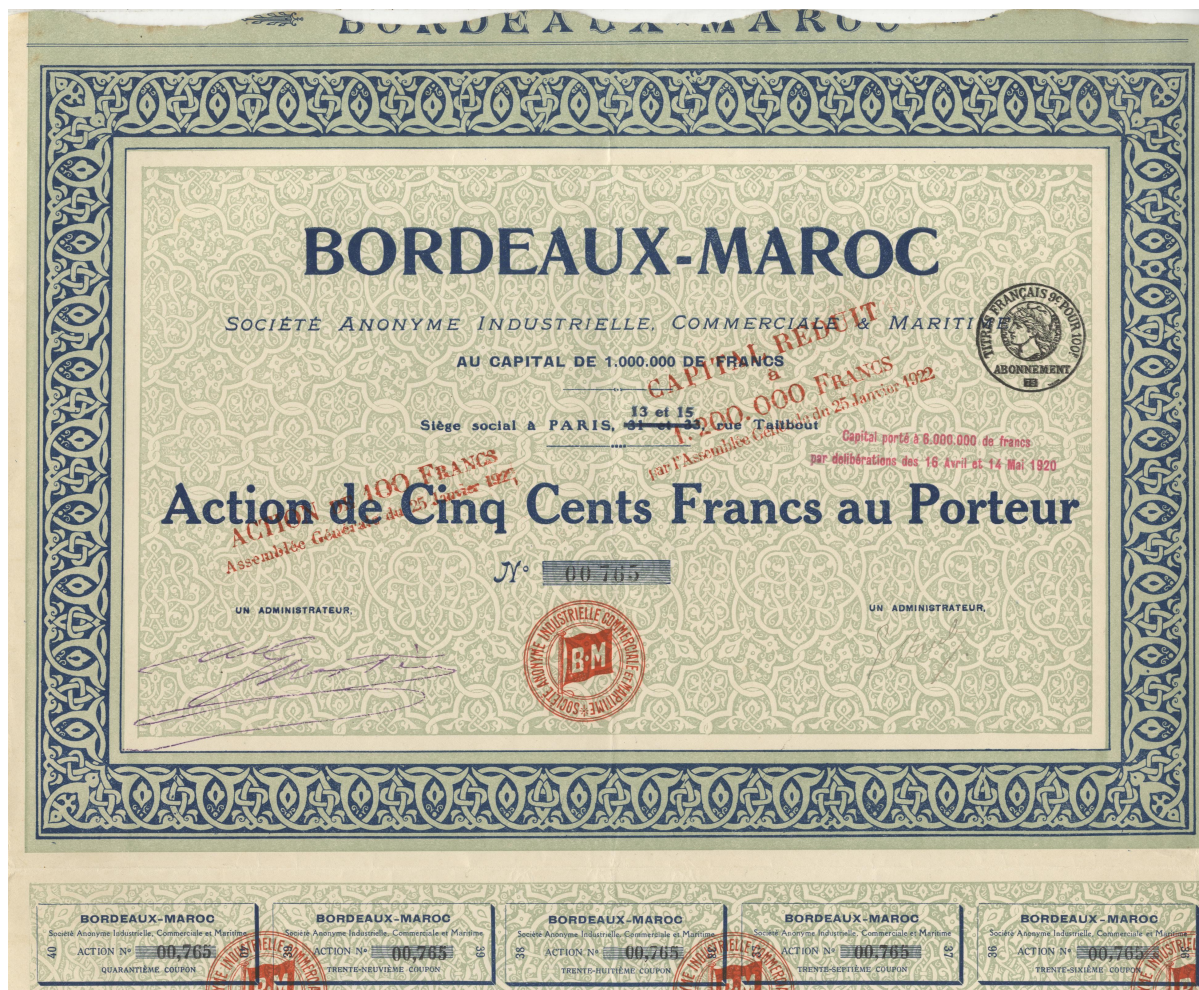 BORDEAUX-MAROC
BORDEAUX-MAROC
SOCIÉTÉ ANONYME INDUSTRIELLE, COMMERCIALE & MARITIME
AU CAPITAL DE 1.000.000 DE FRANCS
TITRES FRANÇAIS 9c POUR 100f
ABONNEMENT
CAPITAL RÉDUIT
à
1.200.000 FRANCS
par l'Assemblée Générale du 25 Janvier 1922
13 et 15
Siège social à PARIS, 31 et 33, rue Taitbout
Capital porté à 8.000.000 de francs
par délibérations des 16 Avril et 14 Mai 1920
ACTION DE 100 FRANCS
Assemblée Générale du 25 Janvier 1922
Action de Cinq Cents Francs au Porteur
N° 00,765
UN ADMINISTRATEUR,
UN ADMINISTRATEUR,
SOCIÉTÉ ANONYME INDUSTRIELLE COMMERCIALE ET MARITIME
B-M
BORDEAUX-MAROC
Société Anonyme Industrielle, Commerciale et Maritime
40 ACTION N° 00,765
QUARANTIÈME COUPON
BORDEAUX-MAROC
Société Anonyme Industrielle, Commerciale et Maritime
ACTION N° 00,765 39
TRENTE-NEUVIÈME COUPON
BORDEAUX-MAROC
Société Anonyme Industrielle, Commerciale et Maritime
38 ACTION N° 00,765
TRENTE-HUITIÈME COUPON
BORDEAUX-MAROC
Société Anonyme Industrielle, Commerciale et Maritime
ACTION N° 00,765 37
TRENTE-SEPTIÈME COUPON
BORDEAUX-MAROC
Société Anonyme Industrielle, Commerciale et Maritime
36 ACTION N° 00,765
TRENTE-SIXIÈME COUPON